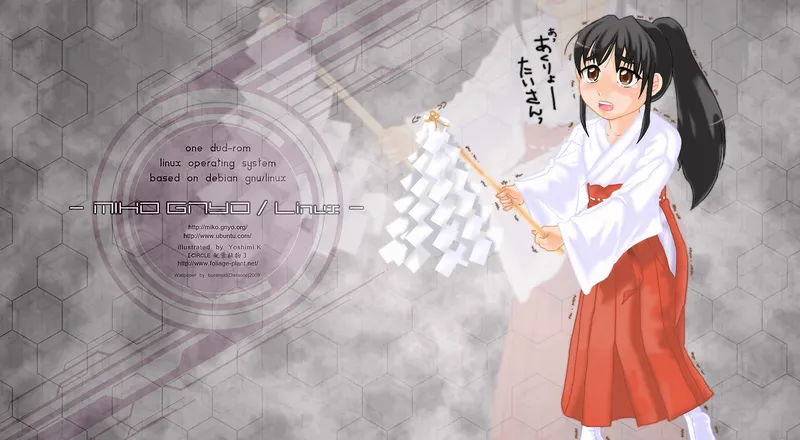 one dvd-rom
linux operating system
based on debian gnu/linux
- MIKO GNYO / Linux -
http://miko.gnyo.org/
http://www.ubuntu.com/
illustrated by Yoshimi.K
http://www.foliage-plant.net/
あぁ
あくりょー
たいさんっ